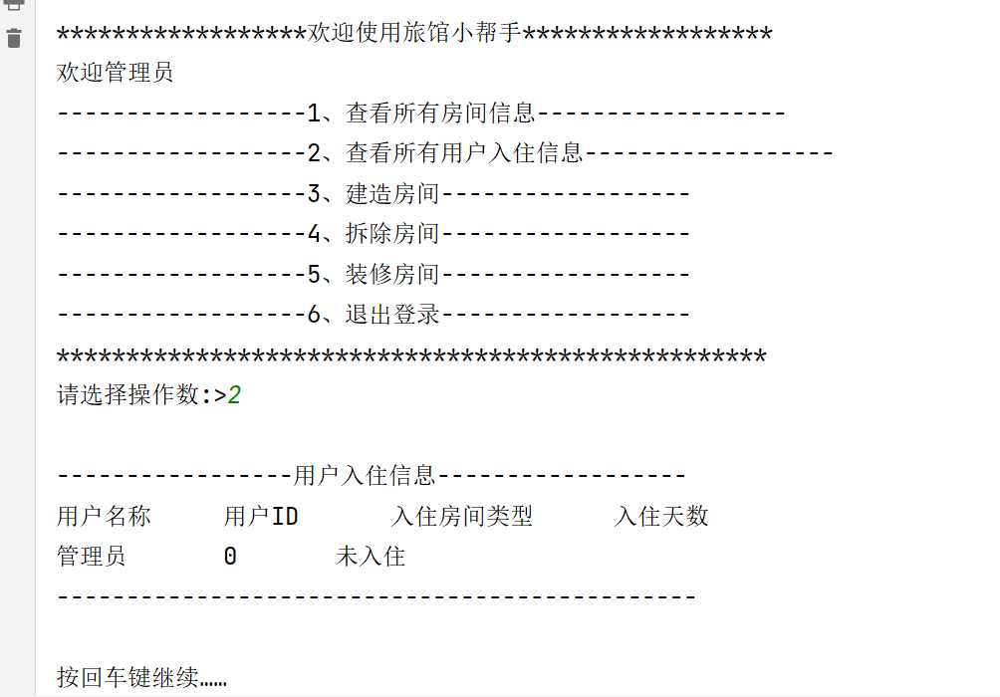 ******************欢迎使用旅馆小帮手******************
欢迎管理员
------------------1、查看所有房间信息------------------
------------------2、查看所有用户入住信息------------------
------------------3、建造房间------------------
------------------4、拆除房间------------------
------------------5、装修房间------------------
------------------6、退出登录------------------
***************************************************
请选择操作数:>2
-----------------用户入住信息------------------
用户名称 用户ID 入住房间类型 入住天数
管理员 0 未入住
----------------------------------------------
按回车键继续……